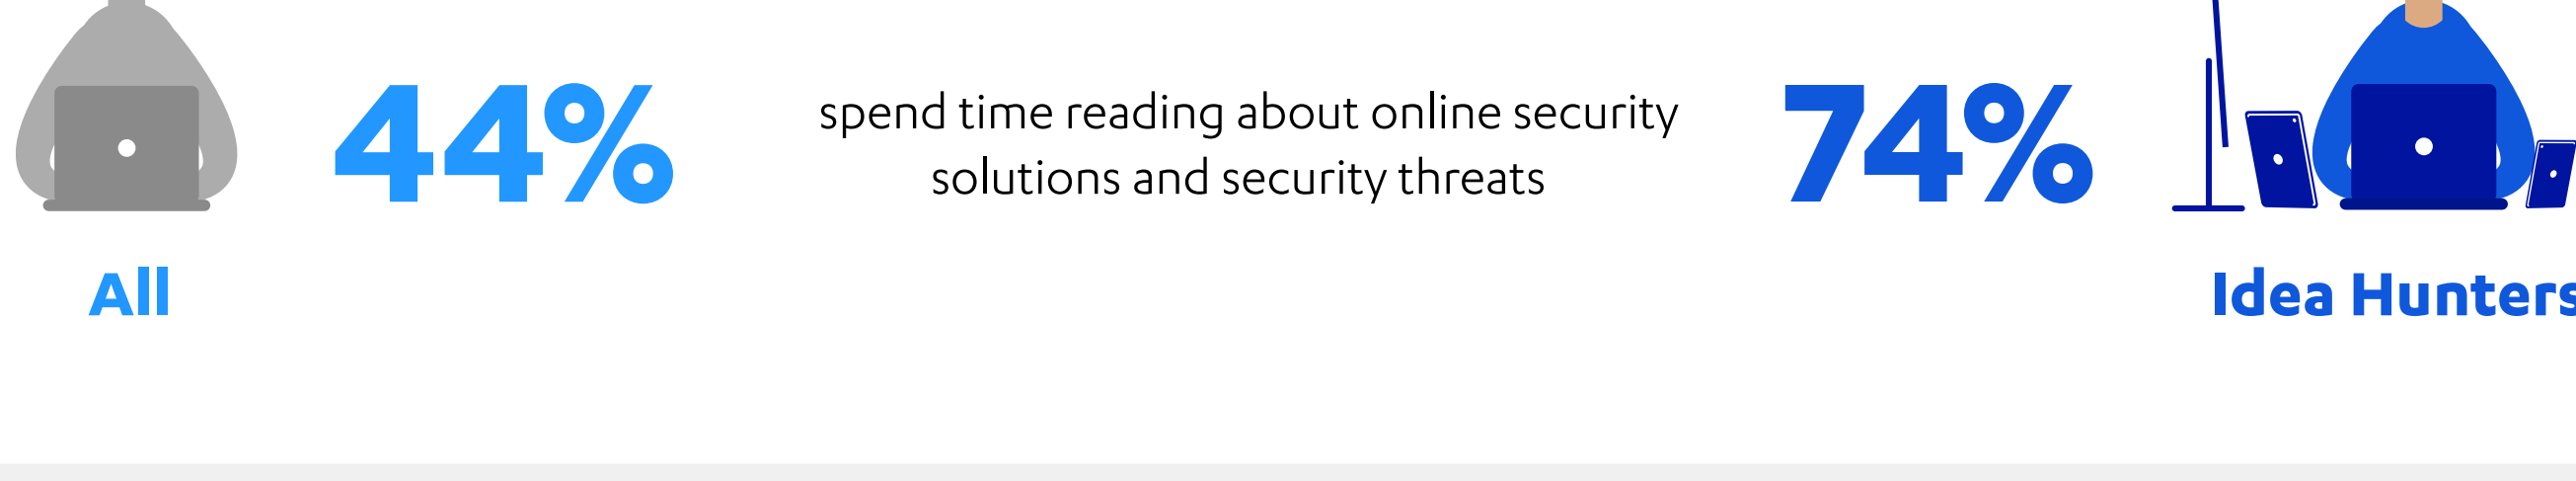 44%
spend time reading about online security
solutions and security threats
74%
All
Idea Hunters